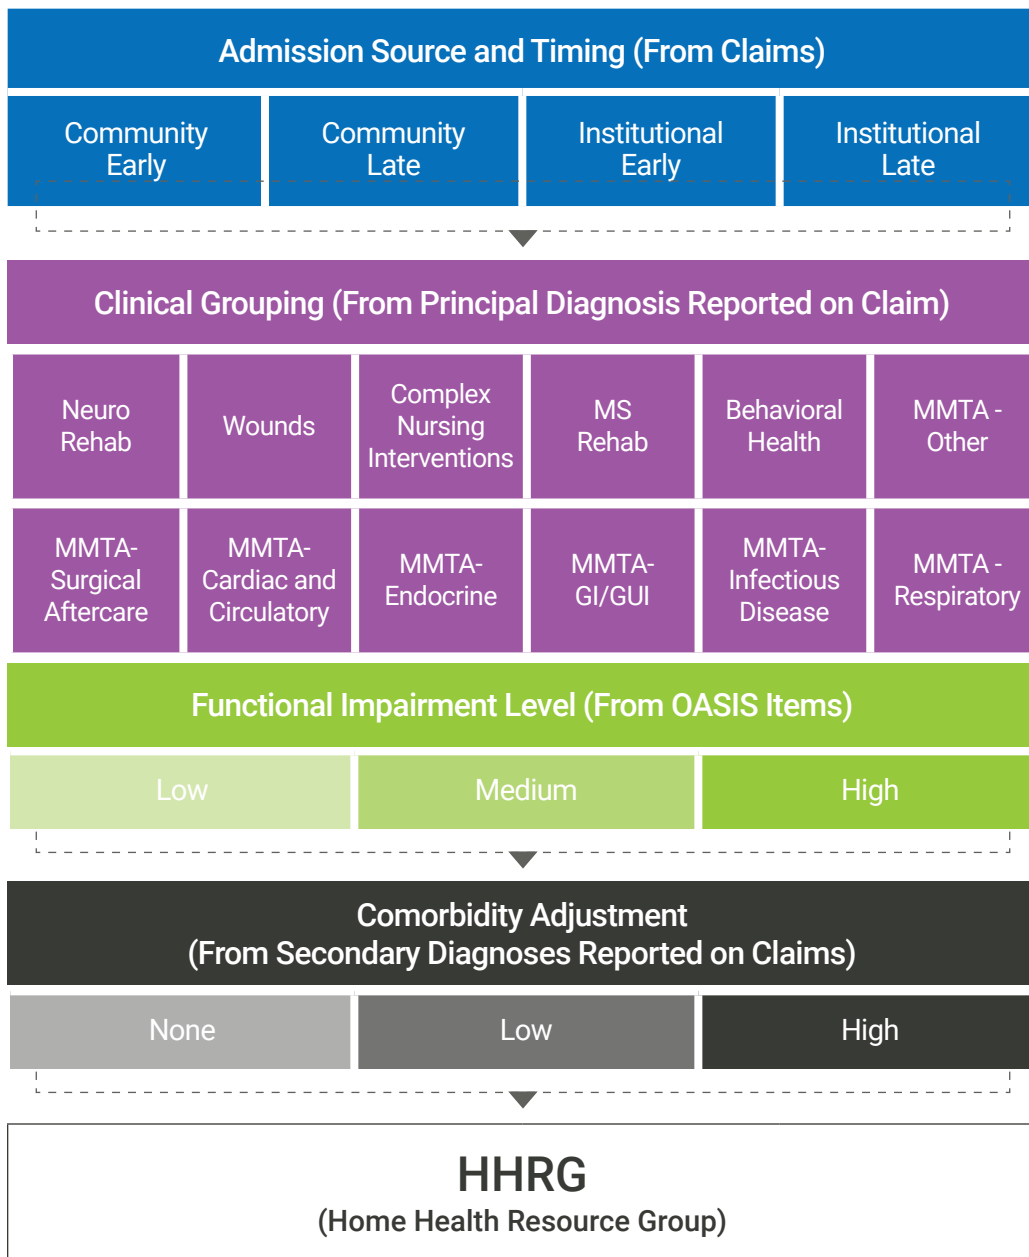 Admission Source and Timing (From Claims)
Community
Early
Community
Late
Institutional
Early
Institutional
Late
Clinical Grouping (From Principal Diagnosis Reported on Claim)
Neuro
Rehab
Wounds
Complex
Nursing
Interventions
MS
Rehab
Behavioral
Health
MMTA -
Other
MMTA-
Surgical
Aftercare
MMTA-
Cardiac and
Circulatory
MMTA-
Endocrine
MMTA-
GI/GUI
MMTA-
Infectious
Disease
MMTA -
Respiratory
Functional Impairment Level (From OASIS Items)
Low
Medium
High
Comorbidity Adjustment
(From Secondary Diagnoses Reported on Claims)
None
Low
High
HHRG
(Home Health Resource Group)